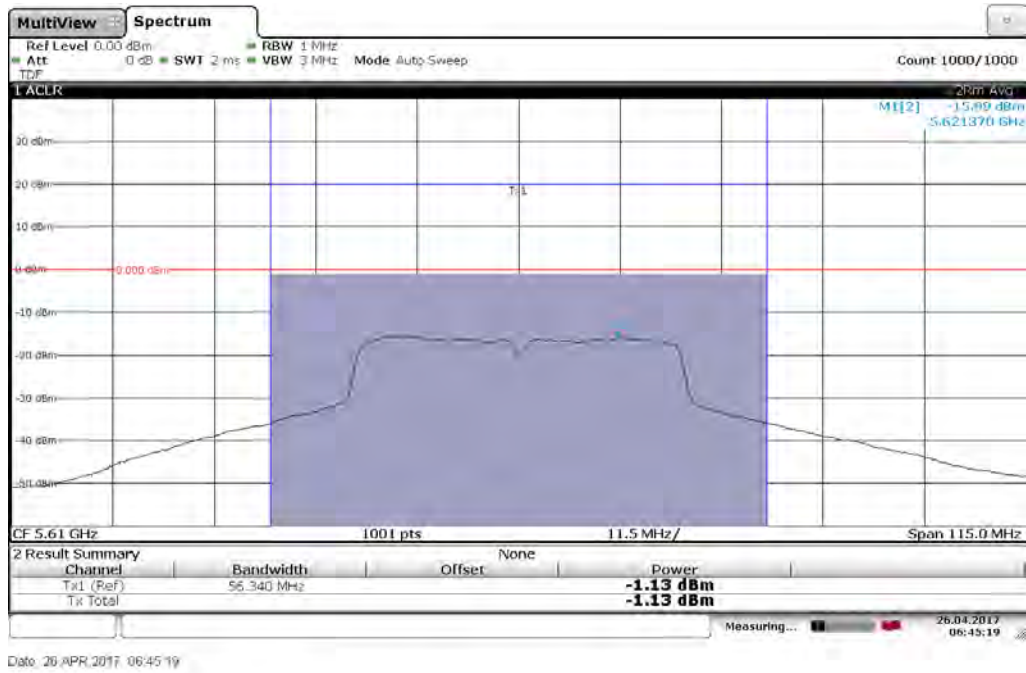 MultiView Spectrum
Ref Level 0.00 dBm RBW 1 MHz
Att 0 dB SWT 2 ms VBW 3 MHz Mode Auto Sweep Count 1000/1000
TDF
1 ACLR 2Rm Avg
M1[2] -15.99 dBm
5.621370 GHz
30 dBm
20 dBm
Tx1
10 dBm
0 dBm 0.000 dBm
-10 dBm
-20 dBm
-30 dBm
-40 dBm
-50 dBm
CF 5.61 GHz 1001 pts 11.5 MHz/ Span 115.0 MHz
2 Result Summary None
Channel Bandwidth Offset Power
Tx1 (Ref) 56.340 MHz -1.13 dBm
Tx Total -1.13 dBm
Measuring... 26.04.2017
06:45:19
Date: 26 APR 2017 06:45:19